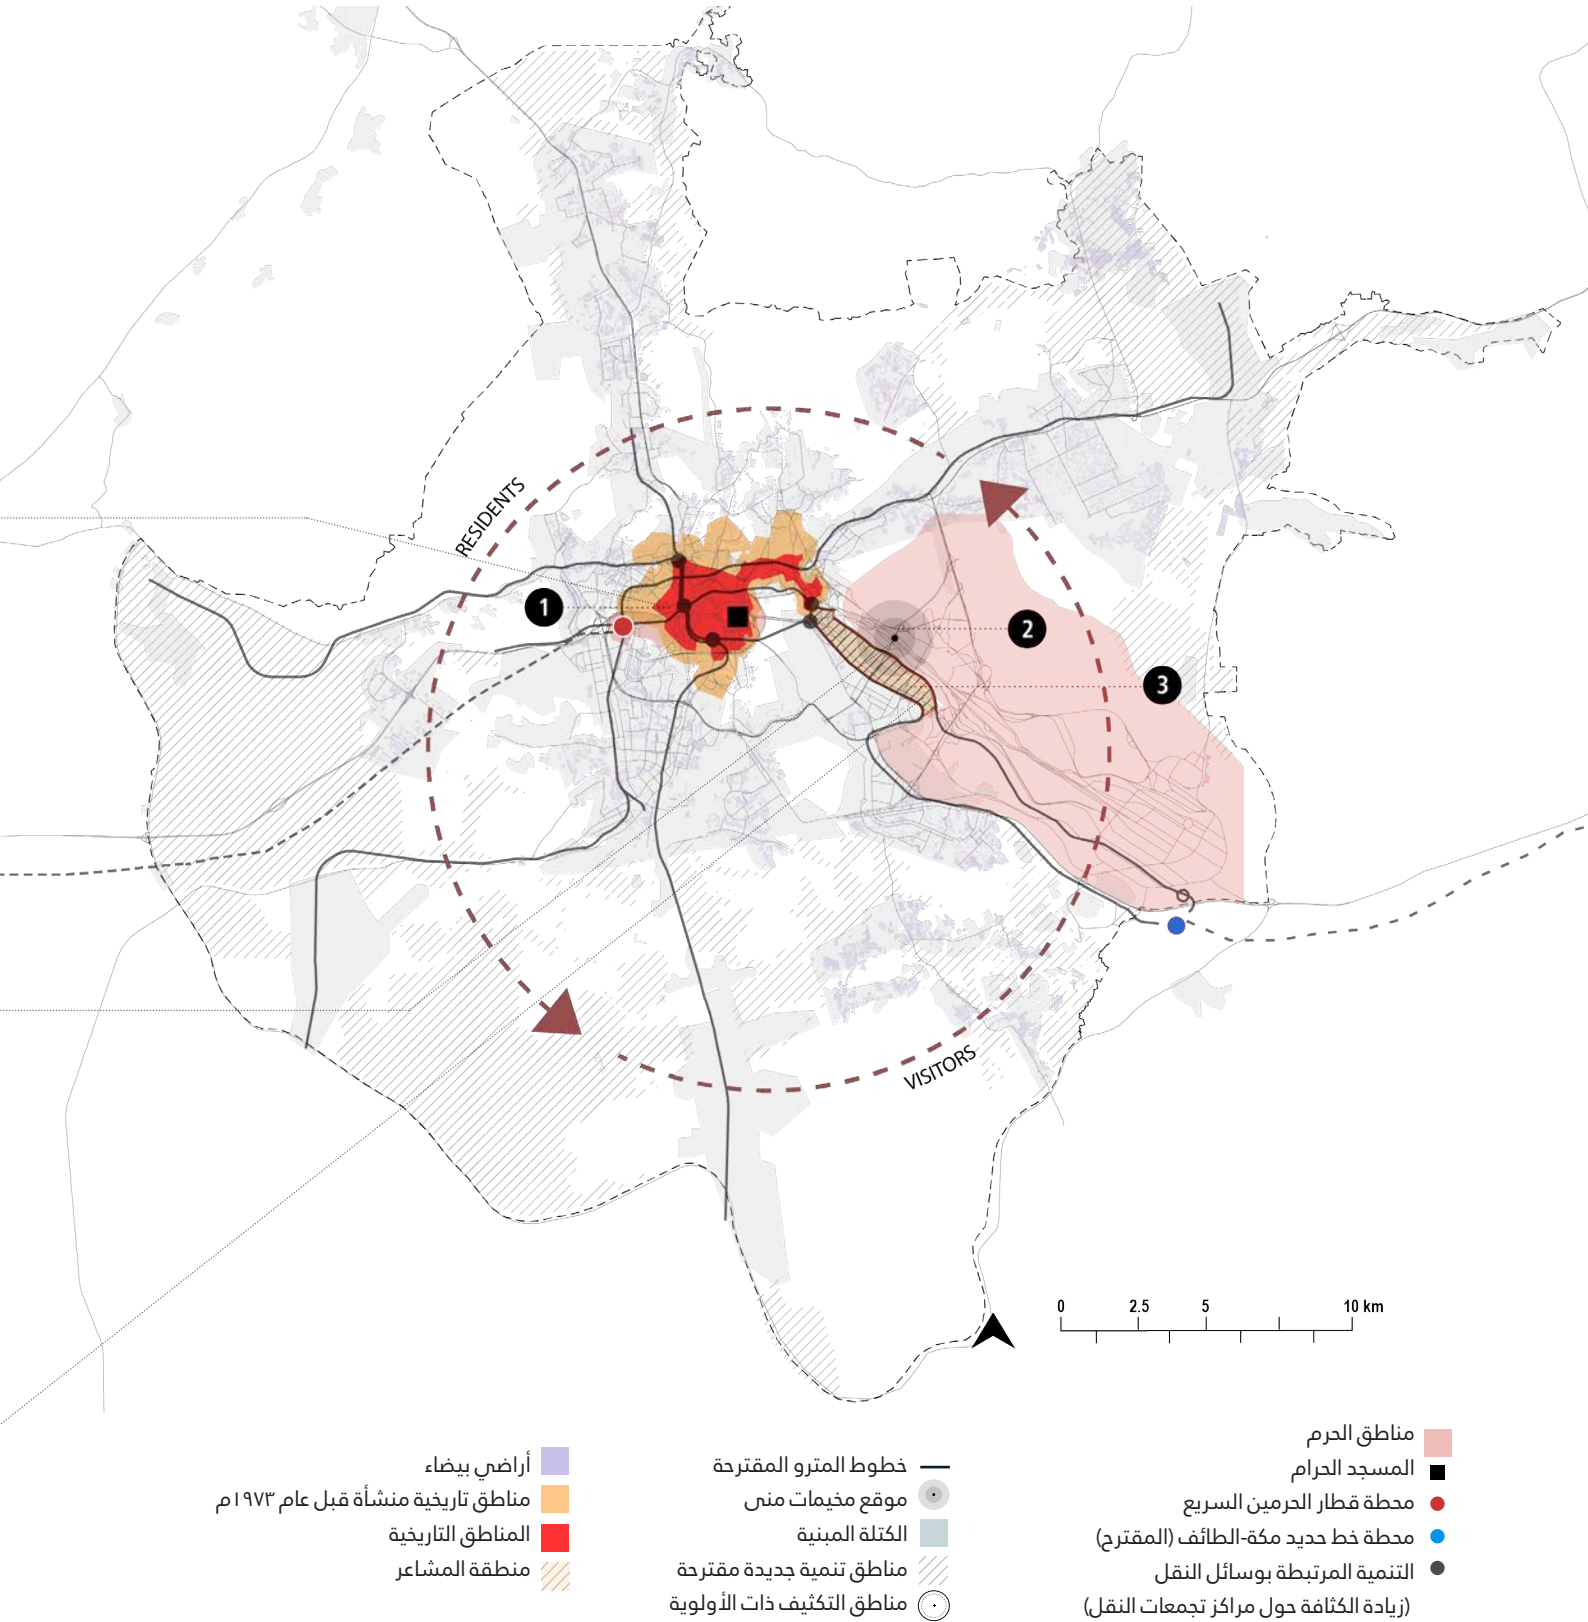 RESIDENTS
1
2
3
VISITORS
0 2.5 5 10 km
مناطق الحرم
المسجد الحرام
محطة قطار الحرمين السريع
محطة خط حديد مكة-الطائف (المقترح)
التنمية المرتبطة بوسائل النقل
(زيادة الكثافة حول مراكز تجمعات النقل)
خطوط المترو المقترحة
موقع مخيمات منى
الكتلة المبنية
مناطق تنمية جديدة مقترحة
مناطق التكثيف ذات الأولوية
أراضي بيضاء
مناطق تاريخية منشأة قبل عام ١٩٧٣م
المناطق التاريخية
منطقة المشاعر